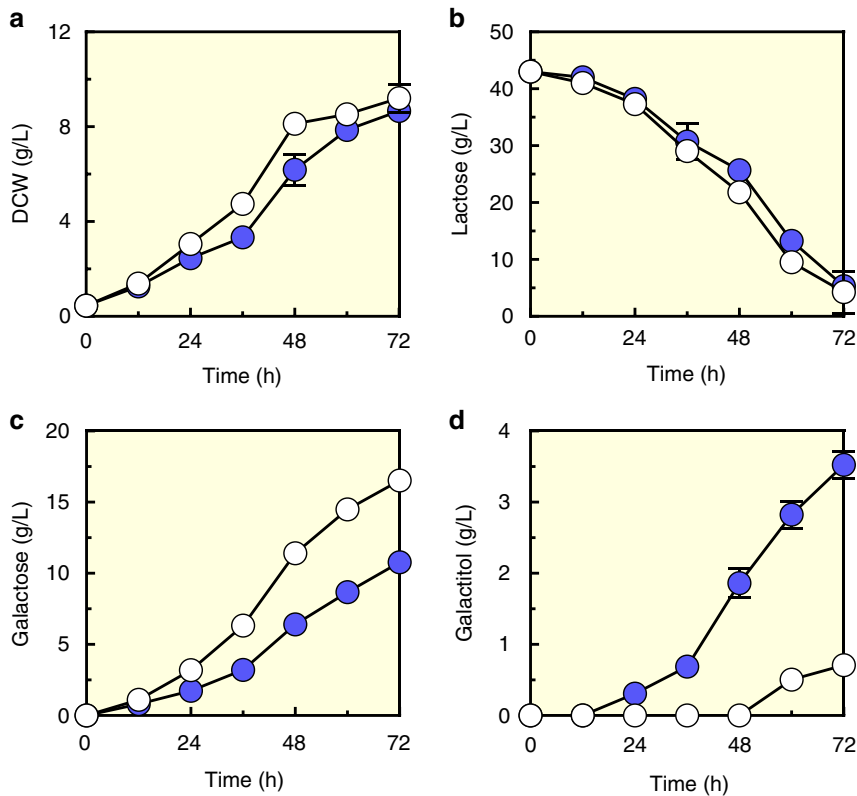 a
DCW (g/L)
12
8
4
0
0 24 48 72
Time (h)
b
Lactose (g/L)
50
40
30
20
10
0
0 24 48 72
Time (h)
c
Galactose (g/L)
20
15
10
5
0
0 24 48 72
Time (h)
d
Galactitol (g/L)
4
3
2
1
0
0 24 48 72
Time (h)